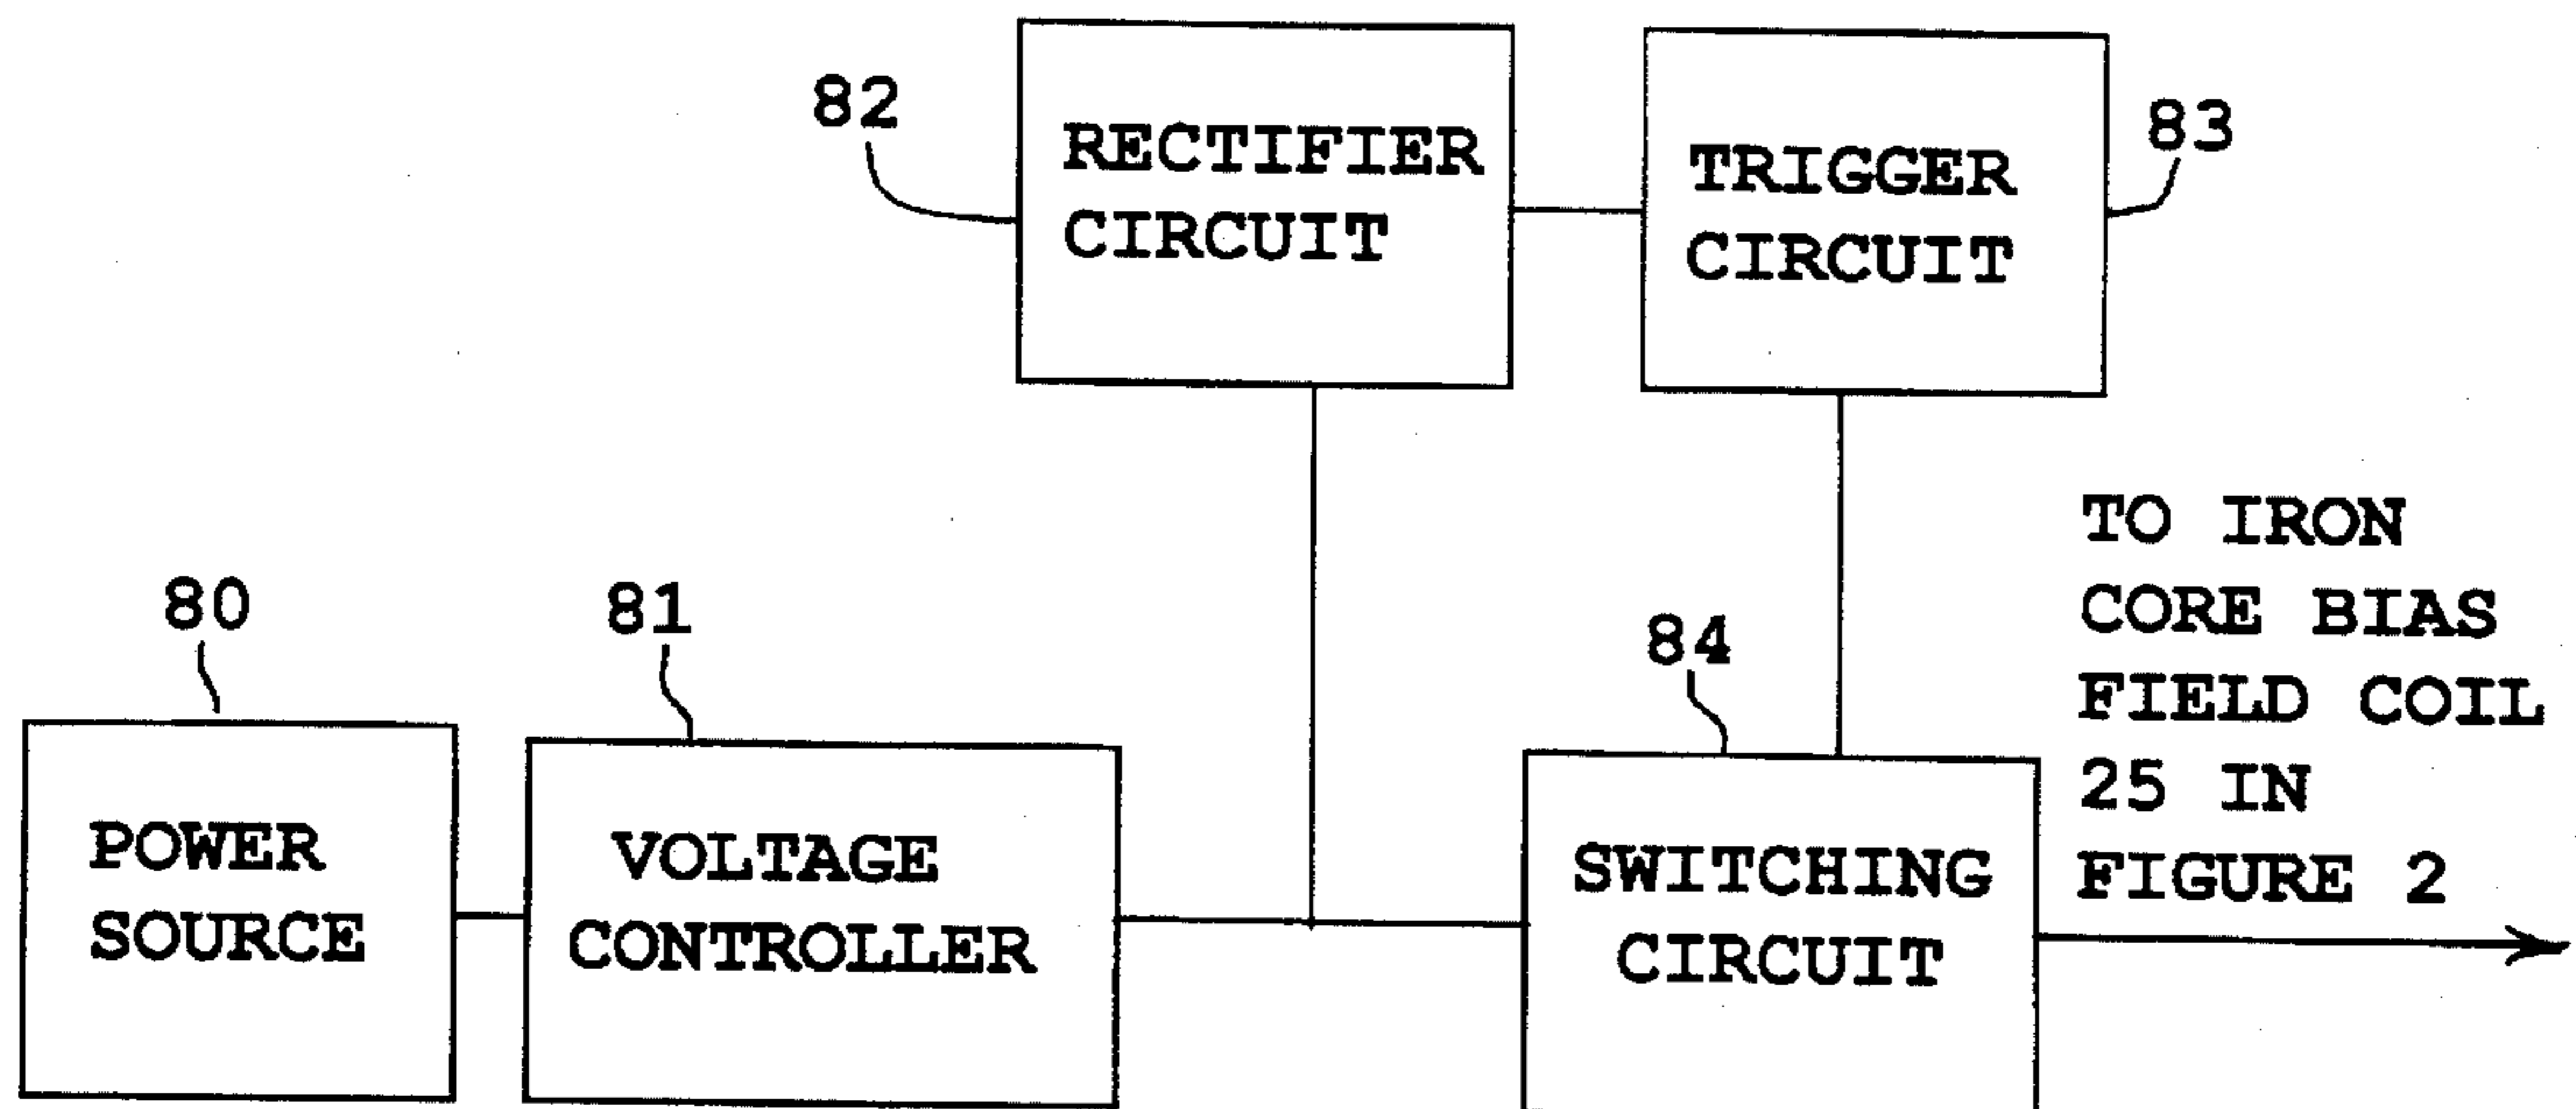 82
RECTIFIER
CIRCUIT
TRIGGER
CIRCUIT
83
80
POWER
SOURCE
81
VOLTAGE
CONTROLLER
84
SWITCHING
CIRCUIT
TO IRON
CORE BIAS
FIELD COIL
25 IN
FIGURE 2